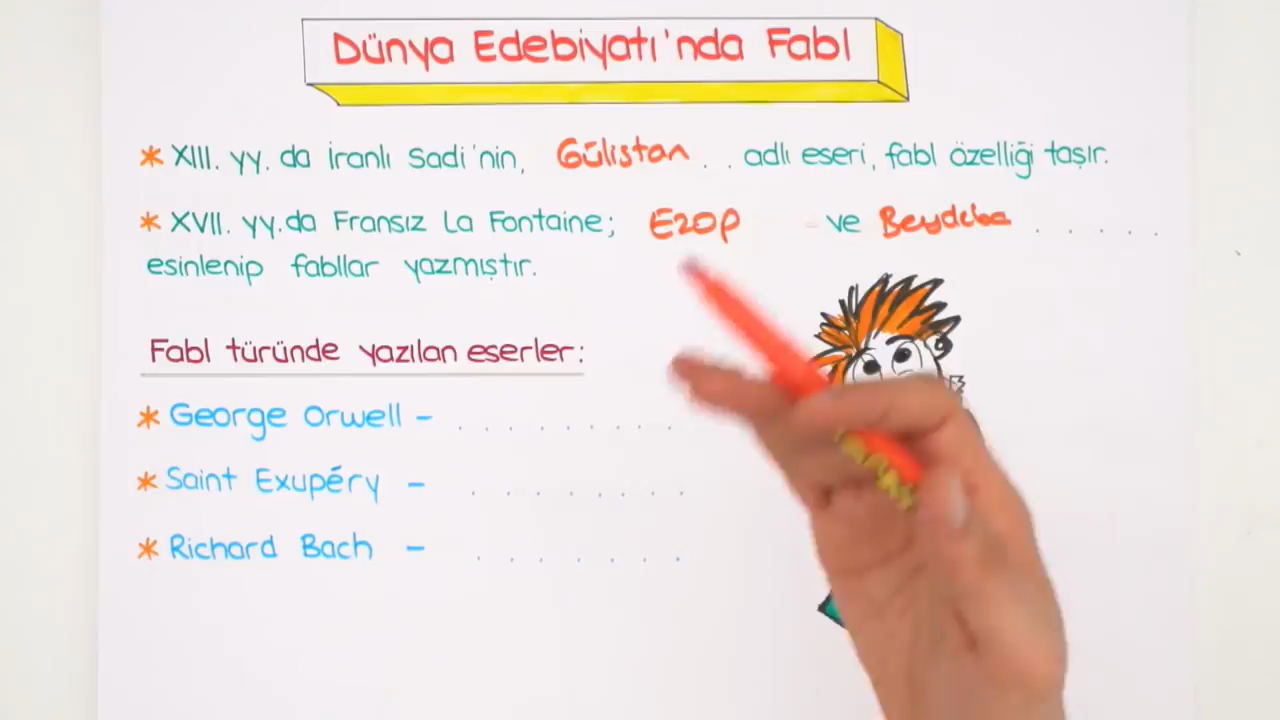 Dünya Edebiyatı'nda Fabl
* XIII. yy. da İranlı Sadi'nin, Gülistan . . adlı eseri, fabl özelliği taşır.
* XVII. yy.da Fransız La Fontaine; Ezop ve Beydeba . . . . .
esinlenip fabllar yazmıştır.
Fabl türünde yazılan eserler:
* George Orwell - . . . . . . . . .
* Saint Exupéry - . . . . . . .
* Richard Bach - . . . . . . .